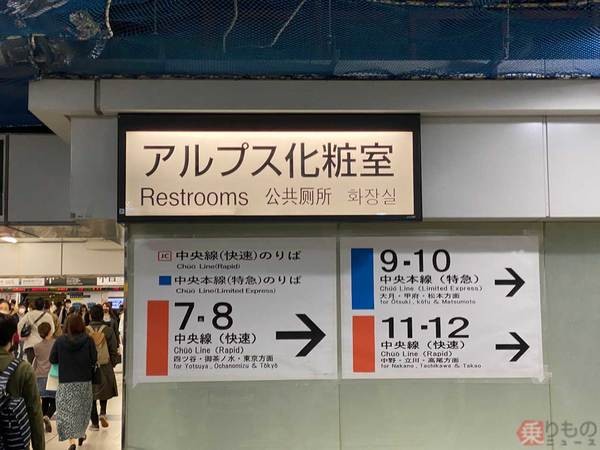 アルプス化粧室
Restrooms 公共厕所 화장실
JC 中央線(快速)のりば
Chūō Line(Rapid)
中央本線(特急)のりば
Chūō Line(Limited Express)
7・8
中央線(快速)
Chūō Line (Rapid)
四ツ谷・御茶ノ水・東京方面
for Yotsuya, Ochanomizu & Tōkyō
9-10
中央本線(特急)
Chūō Line (Limited Express)
大月・甲府・松本方面
for Ōtsuki, kōfu & Matsumoto
11-12
中央線(快速)
Chūō Line (Rapid)
中野・立川・高尾方面
for Nakano, Tachikawa & Takao
乗りもの
ニュース